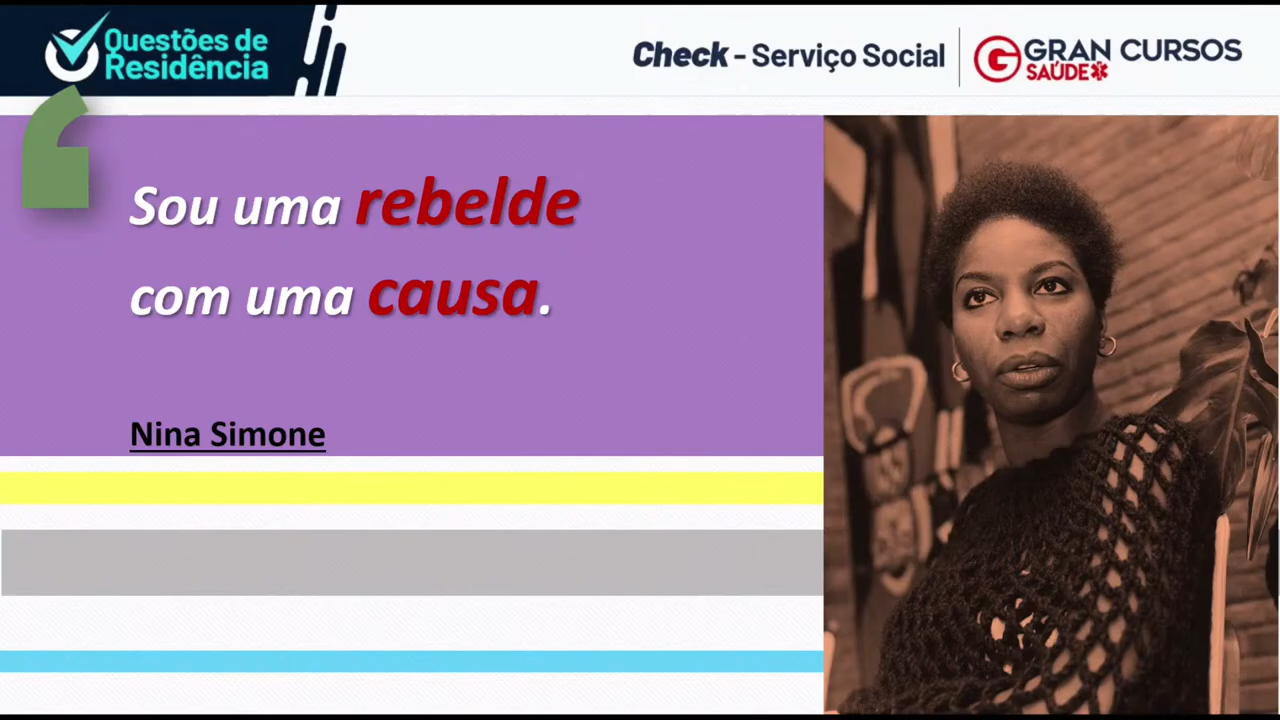 Questões de
Residência
Check - Serviço Social
GRAN CURSOS
SAÚDE
Sou uma rebelde
com uma causa.
Nina Simone